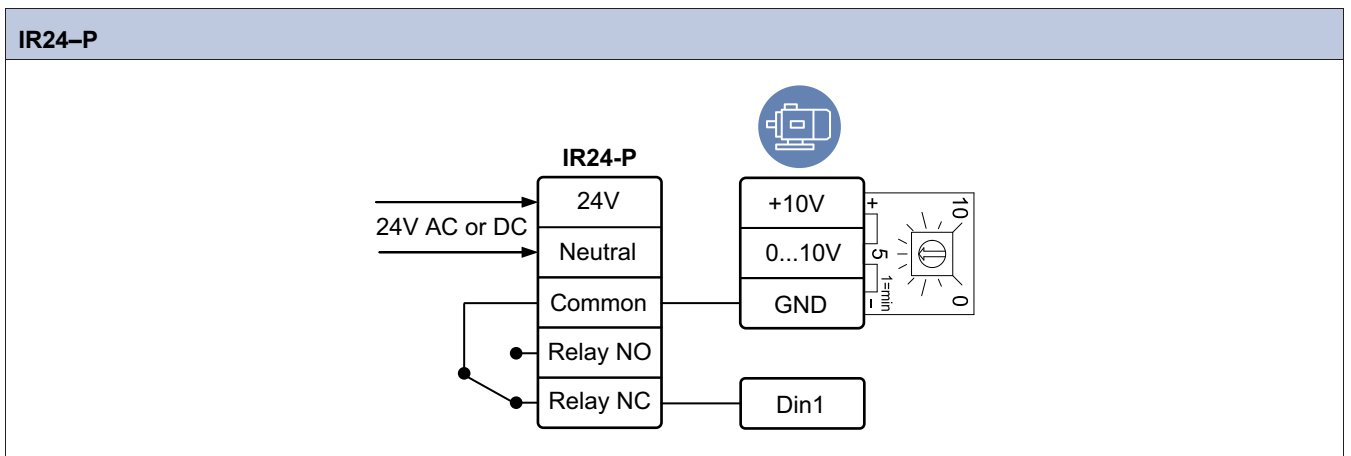 IR24–P
IR24-P
24V AC or DC
24V
Neutral
Common
Relay NO
Relay NC
+10V
0...10V
GND
Din1
+
-
10
5
1=min
0